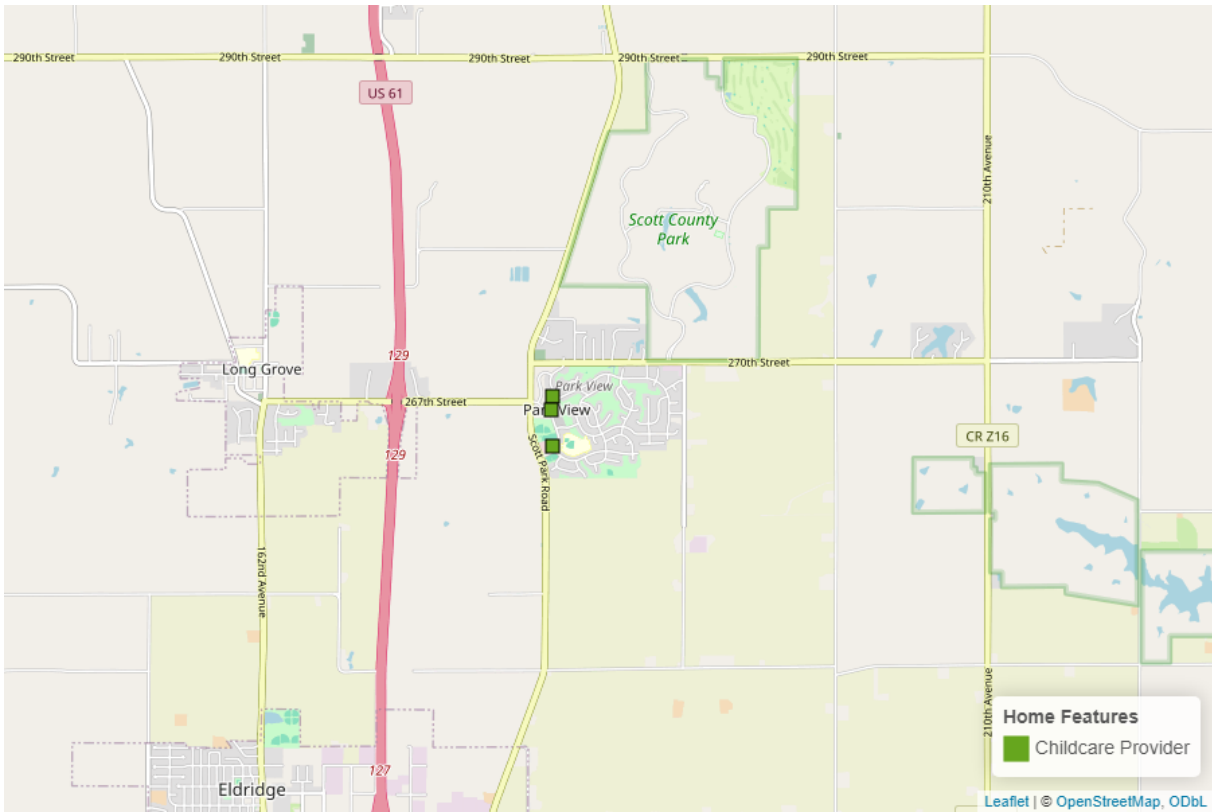 290th Street
290th Street
290th Street
290th Street
290th Street
US 61
210th Avenue
Scott County
Park
129
270th Street
Long Grove
Park View
267th Street
Park View
CR Z16
129
Scott Park Road
162nd Avenue
210th Avenue
Home Features
Childcare Provider
127
Eldridge
Leaflet | © OpenStreetMap, ODbL